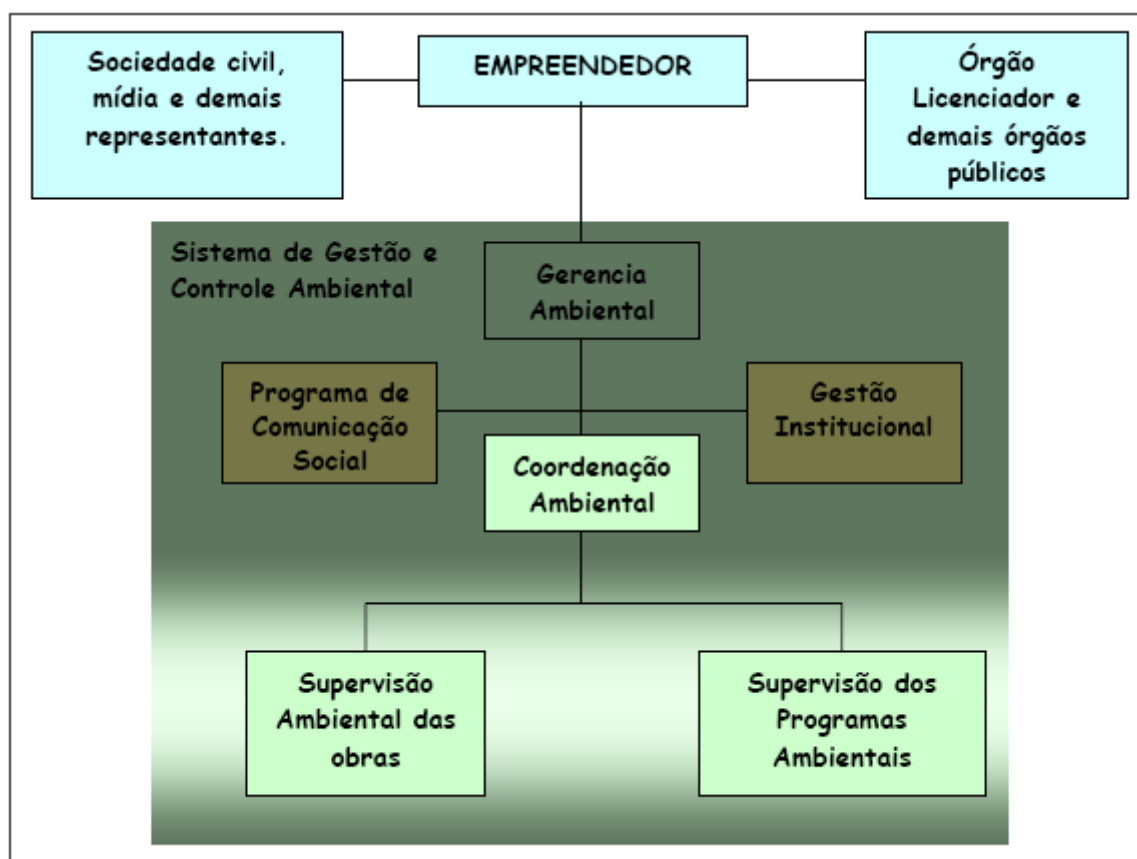 Sociedade civil,
mídia e demais
representantes.
EMPREENDEDOR
Órgão
Licenciador e
demais órgãos
públicos
Sistema de Gestão e
Controle Ambiental
Gerencia
Ambiental
Programa de
Comunicação
Social
Gestão
Institucional
Coordenação
Ambiental
Supervisão
Ambiental das
obras
Supervisão dos
Programas
Ambientais